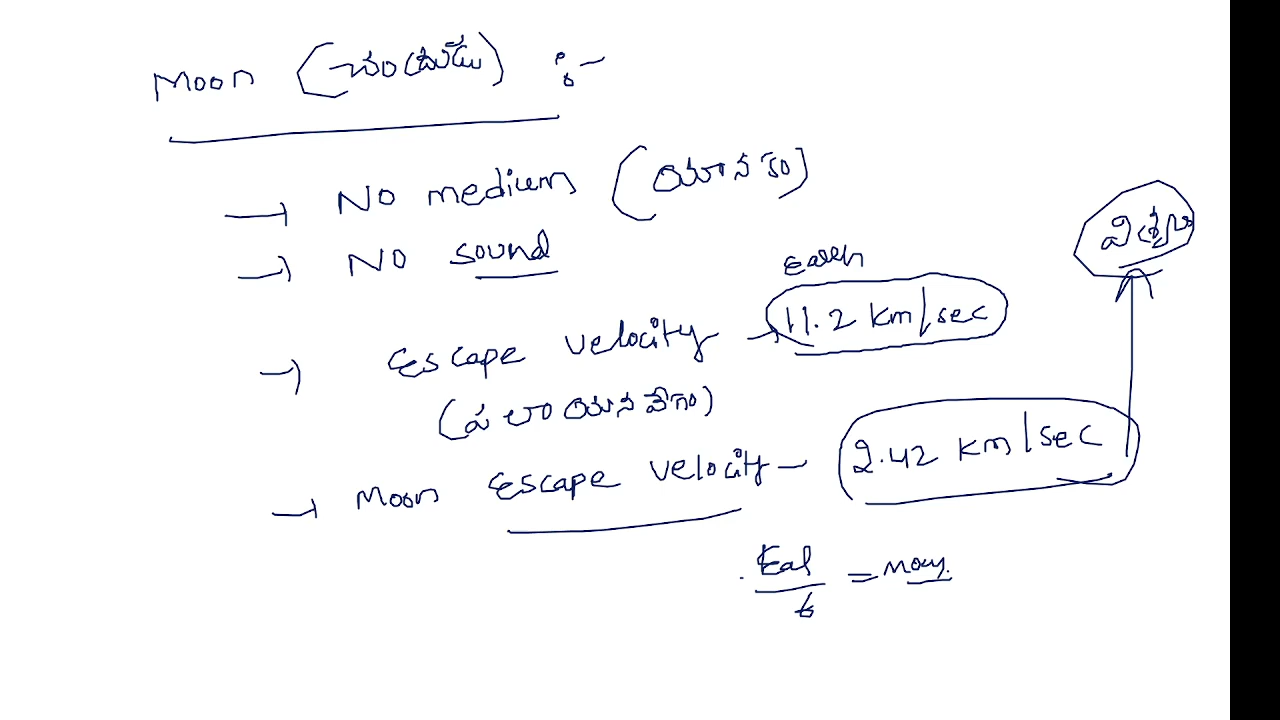 Moon (చంద్రుడు) :-
→ No medium (యానకం)
→ No sound
Earth
→ Escape velocity → 11.2 km/sec
(పలాయన వేగం)
→ Moon Escape velocity - 2.42 km/sec
6